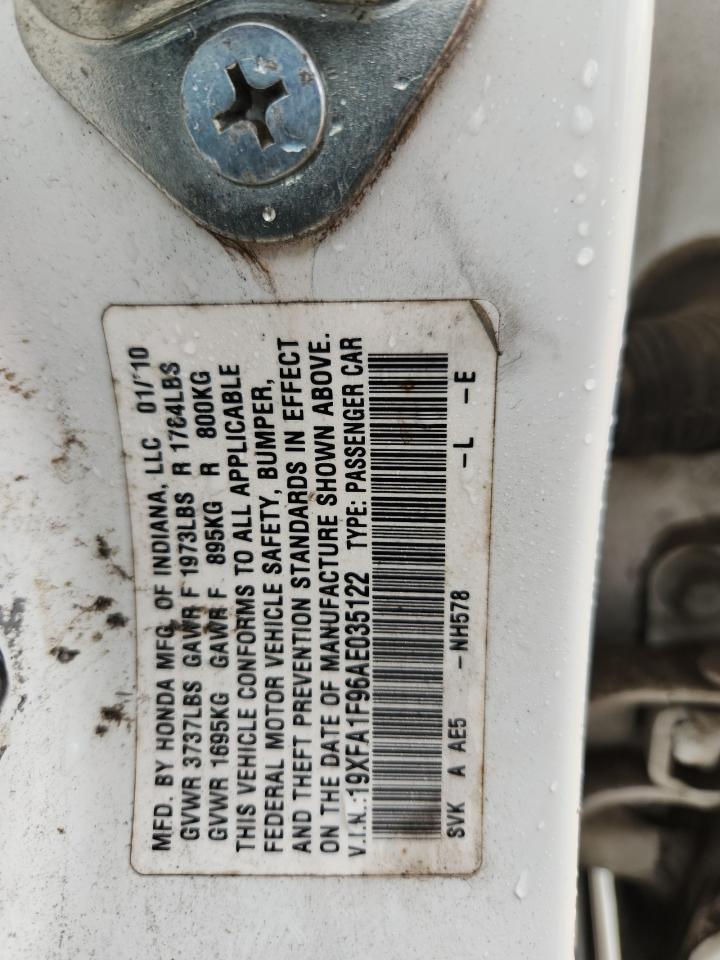 MFD. BY HONDA MFG. OF INDIANA, LLC 01/10
GVWR 3737LBS GAWR F 1973LBS R 1764LBS
GVWR 1695KG GAWR F 895KG R 800KG
THIS VEHICLE CONFORMS TO ALL APPLICABLE
FEDERAL MOTOR VEHICLE SAFETY, BUMPER,
AND THEFT PREVENTION STANDARDS IN EFFECT
ON THE DATE OF MANUFACTURE SHOWN ABOVE.
V.I.N.:19XFA1F96AE035122 TYPE: PASSENGER CAR
SVK A AE5 -NH578 -L -E